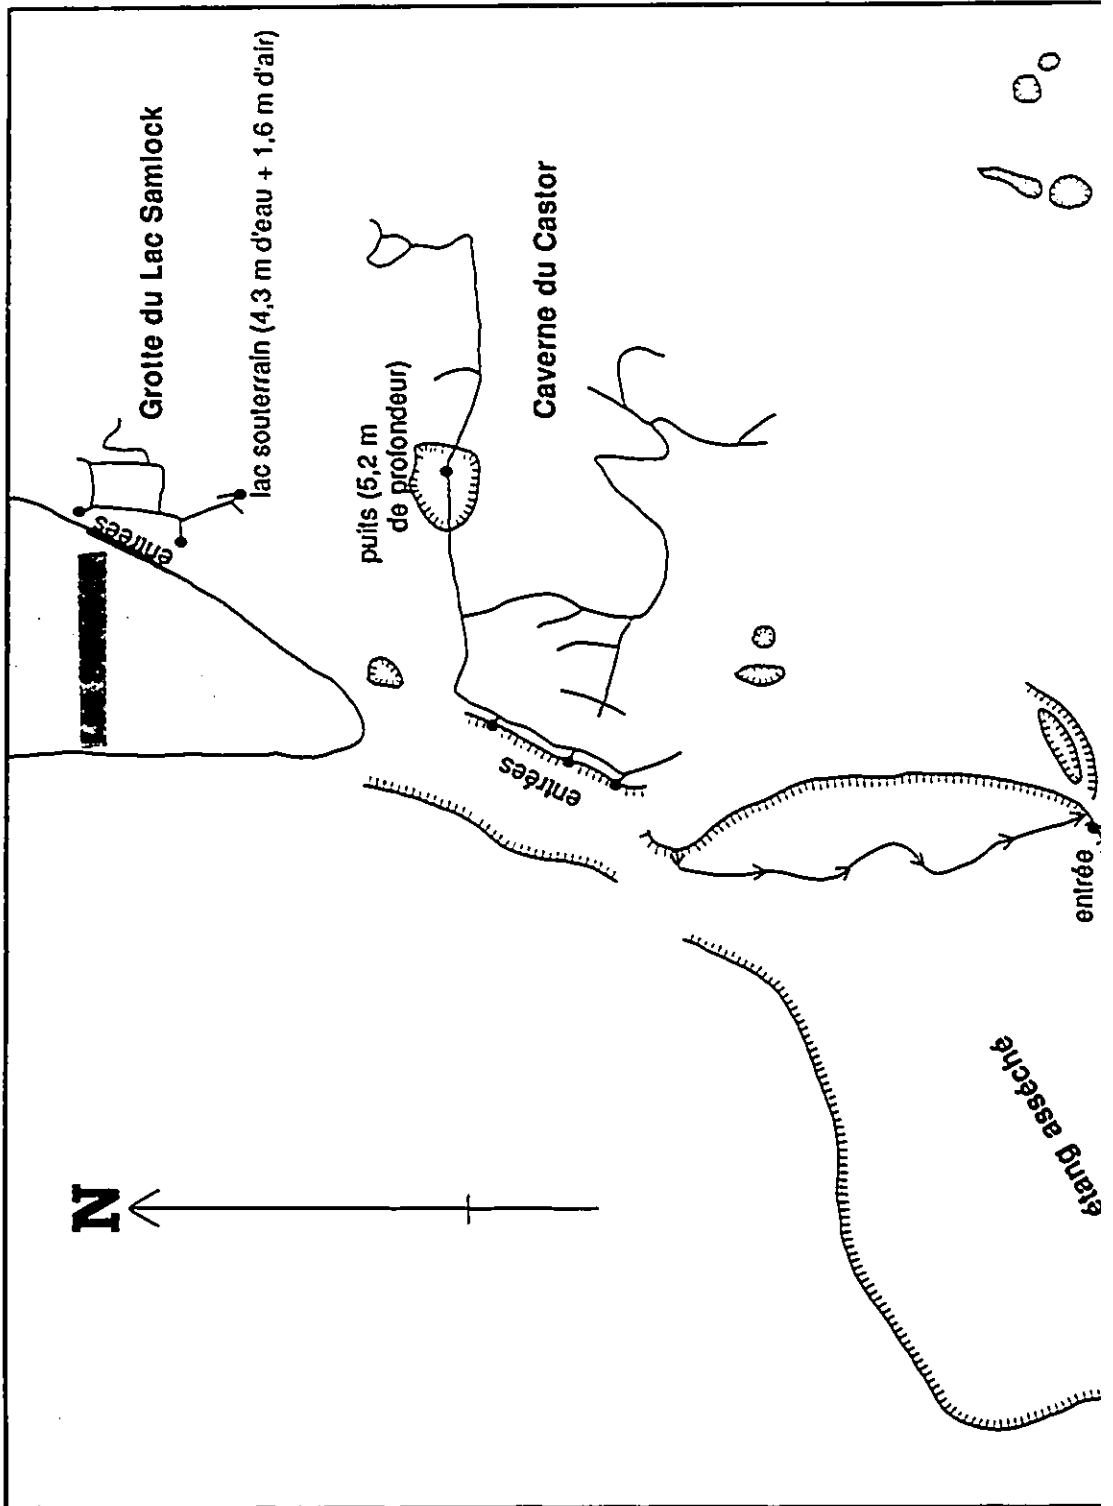 N
Grotte du Lac Samlock
entrées
lac souterrain (4,3 m d'eau + 1,6 m d'air)
puits (5,2 m
de profondeur)
Caverne du Castor
entrées
entrée
étang asséché